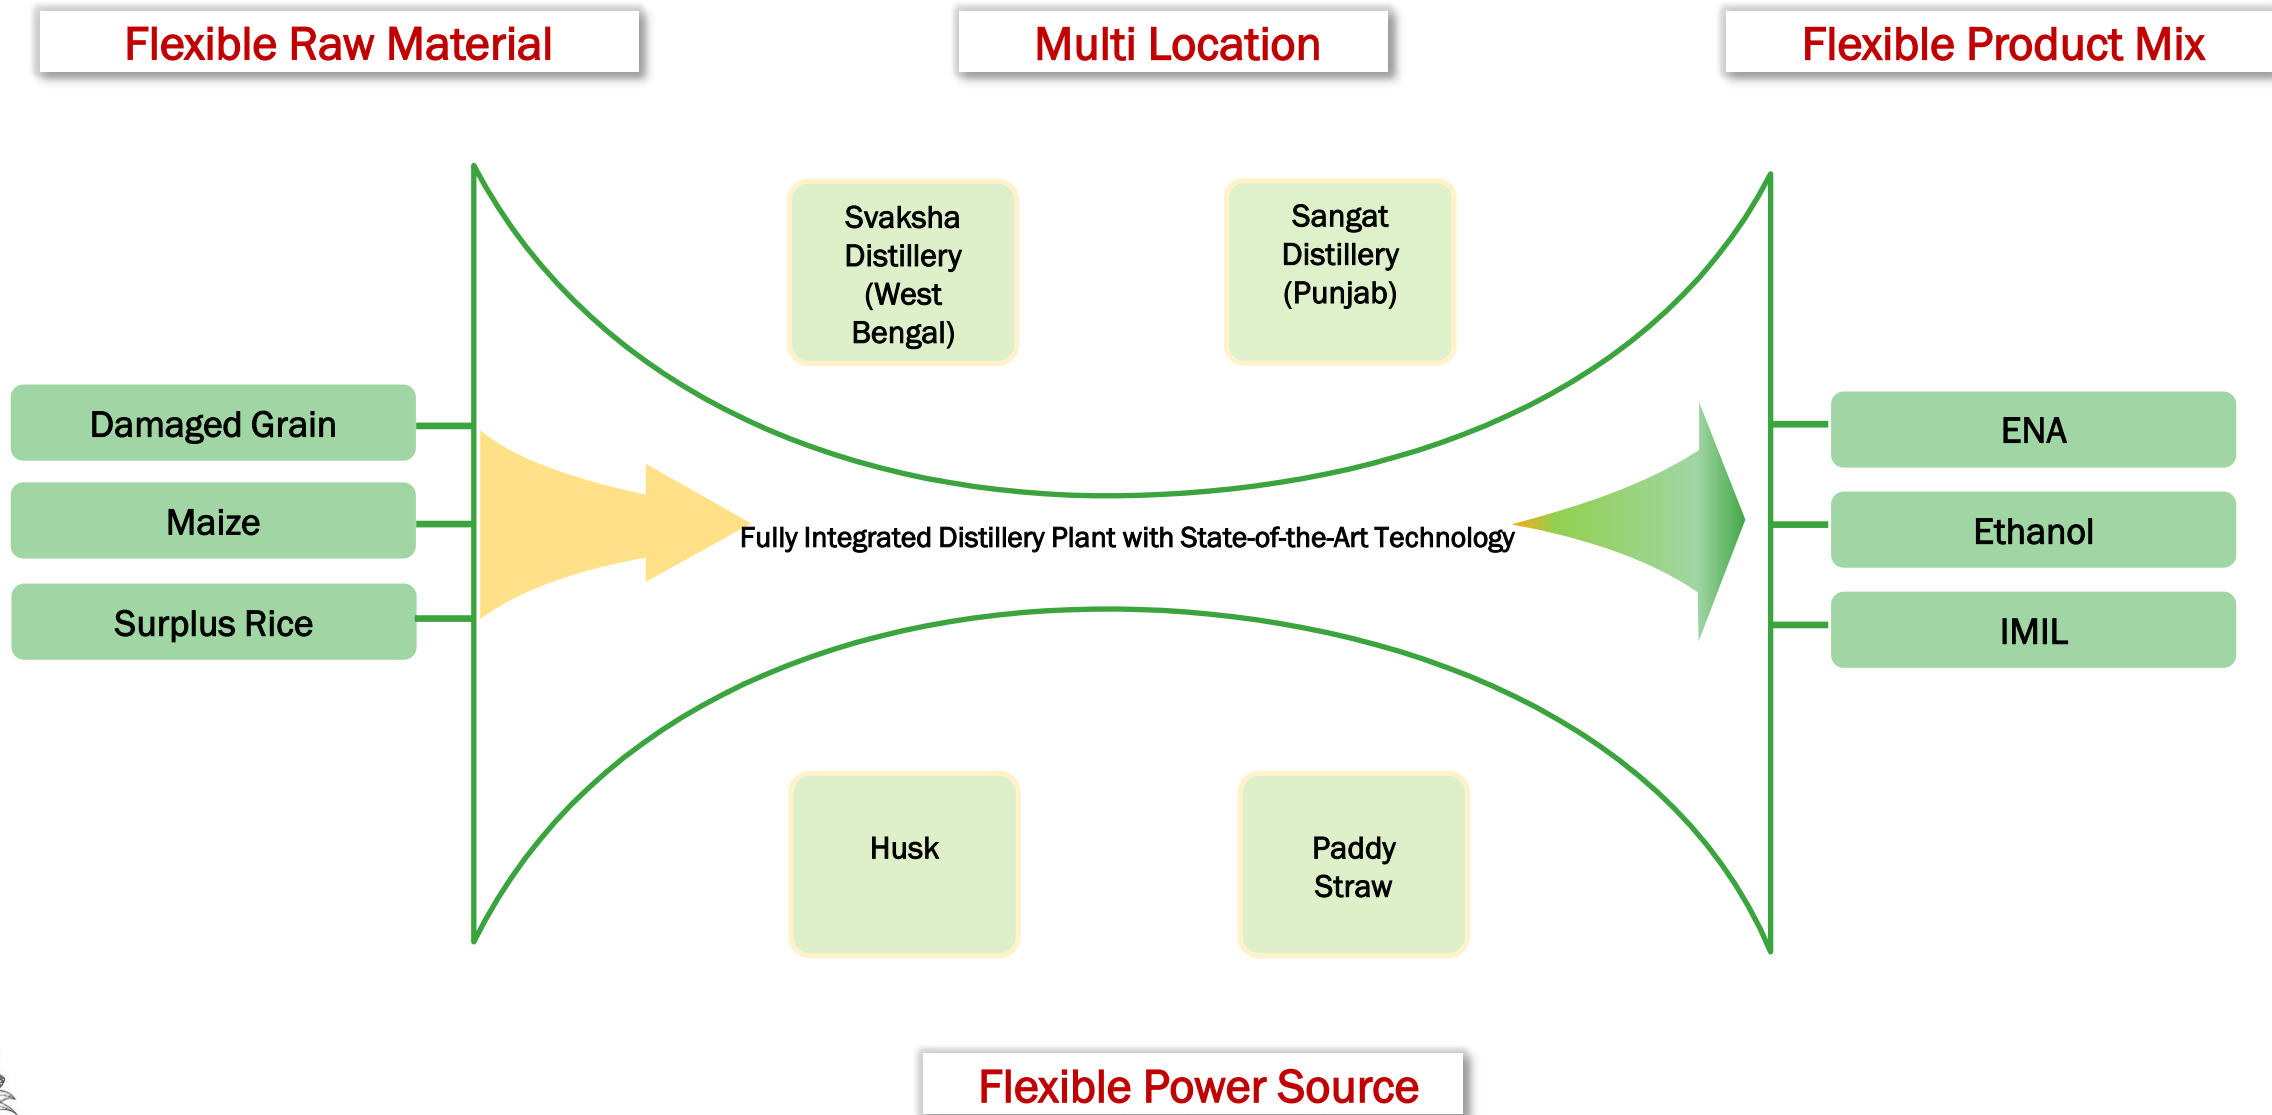 Flexible Raw Material
Multi Location
Flexible Product Mix
Svaksha
Distillery
(West
Bengal)
Sangat
Distillery
(Punjab)
Damaged Grain
Maize
Surplus Rice
Fully Integrated Distillery Plant with State-of-the-Art Technology
ENA
Ethanol
IMIL
Husk
Paddy
Straw
Flexible Power Source